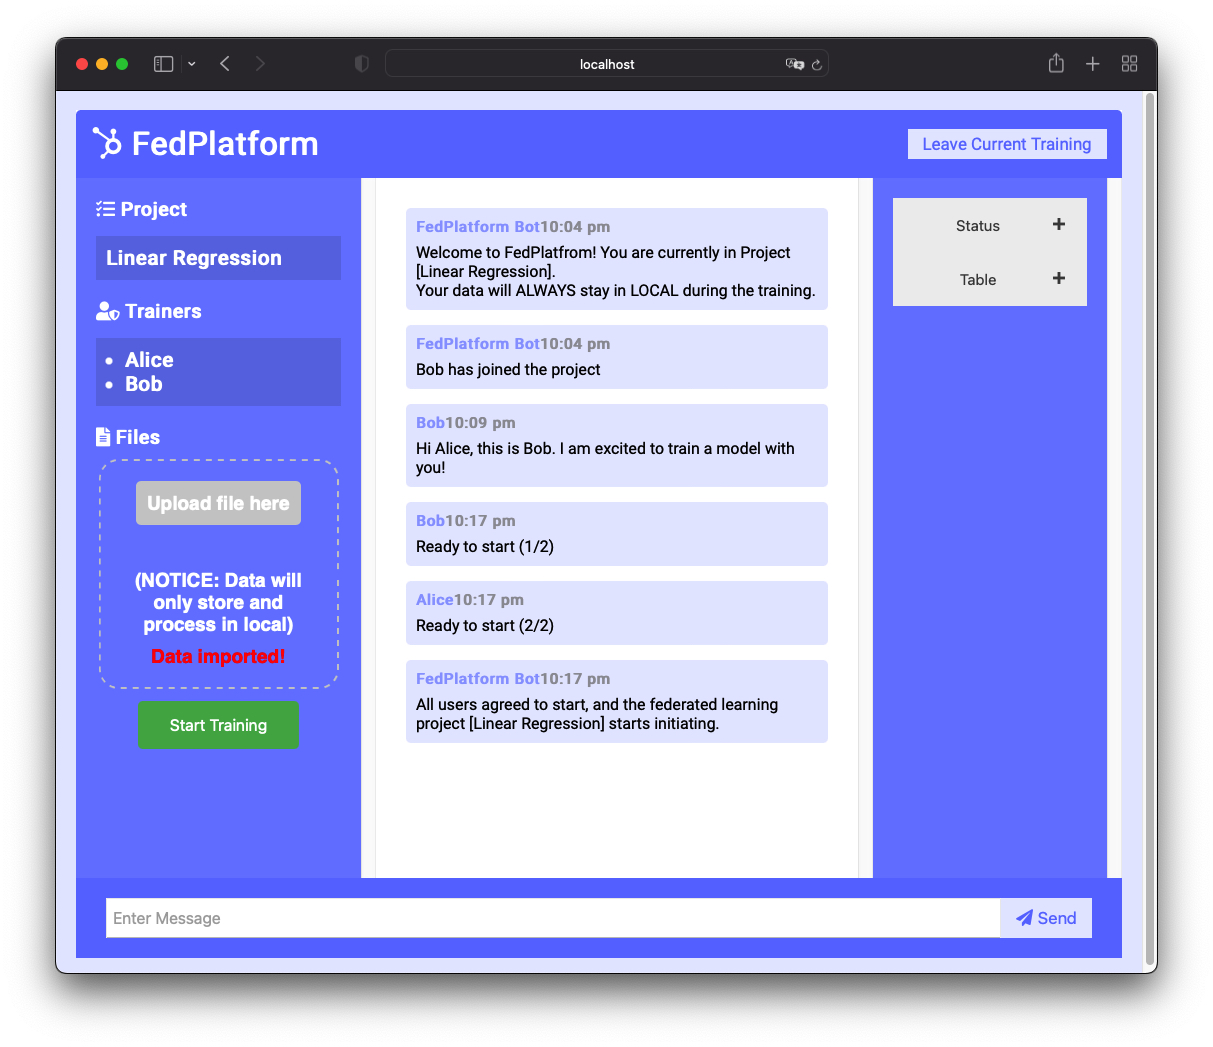 localhost
FedPlatform
Leave Current Training
Project
Linear Regression
Trainers
Alice
Bob
Files
Upload file here
(NOTICE: Data will
only store and
process in local)
Data imported!
Start Training
FedPlatform Bot10:04 pm
Welcome to FedPlatfrom! You are currently in Project
[Linear Regression].
Your data will ALWAYS stay in LOCAL during the training.
FedPlatform Bot10:04 pm
Bob has joined the project
Bob10:09 pm
Hi Alice, this is Bob. I am excited to train a model with
you!
Bob10:17 pm
Ready to start (1/2)
Alice10:17 pm
Ready to start (2/2)
FedPlatform Bot10:17 pm
All users agreed to start, and the federated learning
project [Linear Regression] starts initiating.
Status +
Table +
Enter Message
Send